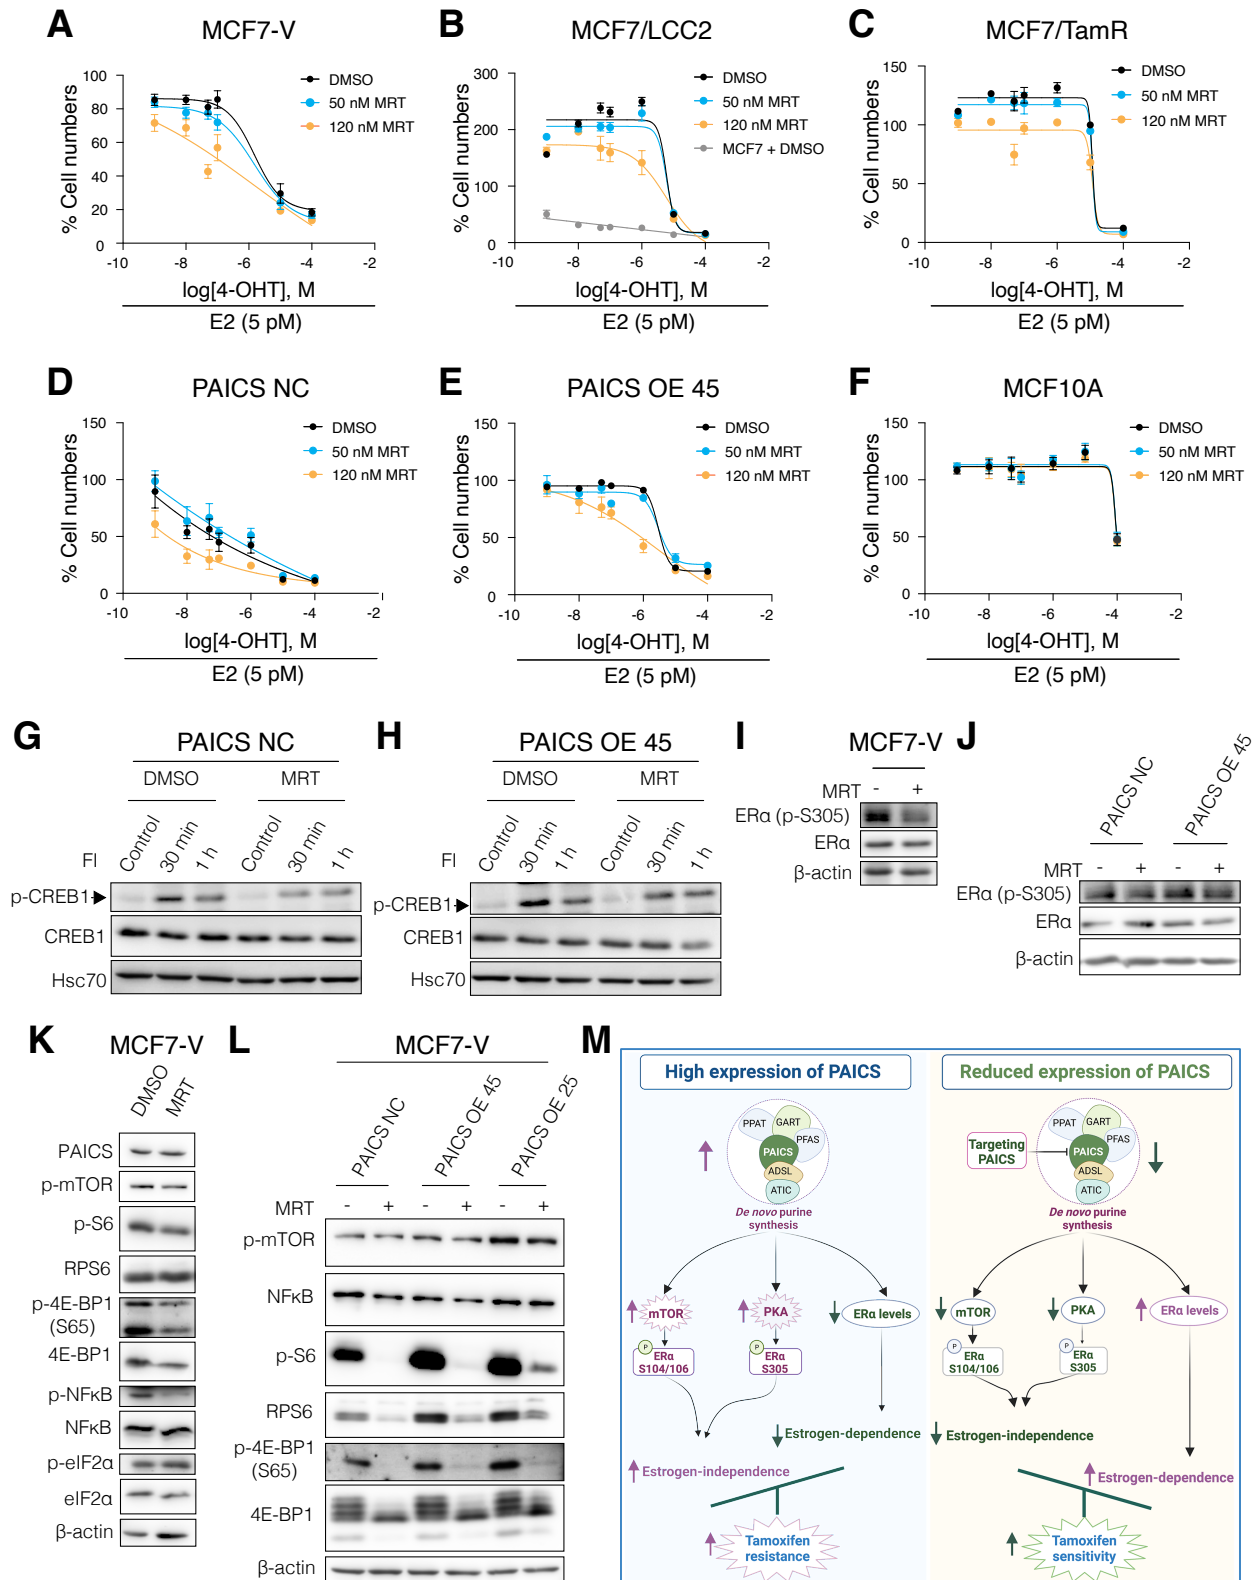 A
MCF7-V
% Cell numbers
100
80
60
40
20
0
-10
-8
-6
-4
-2
DMSO
50 nM MRT
120 nM MRT
log[4-OHT], M
E2 (5 pM)
B
MCF7/LCC2
% Cell numbers
300
200
100
0
-10
-8
-6
-4
-2
DMSO
50 nM MRT
120 nM MRT
MCF7 + DMSO
log[4-OHT], M
E2 (5 pM)
C
MCF7/TamR
% Cell numbers
150
100
50
0
-10
-8
-6
-4
-2
DMSO
50 nM MRT
120 nM MRT
log[4-OHT], M
E2 (5 pM)
D
PAICS NC
% Cell numbers
150
100
50
0
-10
-8
-6
-4
-2
DMSO
50 nM MRT
120 nM MRT
log[4-OHT], M
E2 (5 pM)
E
PAICS OE 45
% Cell numbers
150
100
50
0
-10
-8
-6
-4
-2
DMSO
50 nM MRT
120 nM MRT
log[4-OHT], M
E2 (5 pM)
F
MCF10A
% Cell numbers
150
100
50
0
-10
-8
-6
-4
-2
DMSO
50 nM MRT
120 nM MRT
log[4-OHT], M
E2 (5 pM)
G
PAICS NC
DMSO
MRT
FI
Control
30 min
1 h
Control
30 min
1 h
p-CREB1
CREB1
Hsc70
H
PAICS OE 45
DMSO
MRT
FI
Control
30 min
1 h
Control
30 min
1 h
p-CREB1
CREB1
Hsc70
I
MCF7-V
MRT - +
ERα (p-S305)
ERα
β-actin
J
PAICS NC
PAICS OE 45
MRT - + - +
ERα (p-S305)
ERα
β-actin
K
MCF7-V
DMSO
MRT
PAICS
p-mTOR
p-S6
RPS6
p-4E-BP1
(S65)
4E-BP1
p-NFκB
NFκB
p-eIF2α
eIF2α
β-actin
L
MCF7-V
PAICS NC
PAICS OE 45
PAICS OE 25
MRT - + - + - +
p-mTOR
NFκB
p-S6
RPS6
p-4E-BP1
(S65)
4E-BP1
β-actin
M
High expression of PAICS
PPAT
GART
PFAS
PAICS
ADSL
ATIC
De novo purine
synthesis
mTOR
PKA
ERα levels
P
ERα
S104/106
P
ERα
S305
Estrogen-dependence
Estrogen-independence
Tamoxifen
resistance
Reduced expression of PAICS
Targeting
PAICS
PPAT
GART
PFAS
PAICS
ADSL
ATIC
De novo purine
synthesis
mTOR
PKA
ERα levels
P
ERα
S104/106
P
ERα
S305
Estrogen-independence
Estrogen-dependence
Tamoxifen
sensitivity